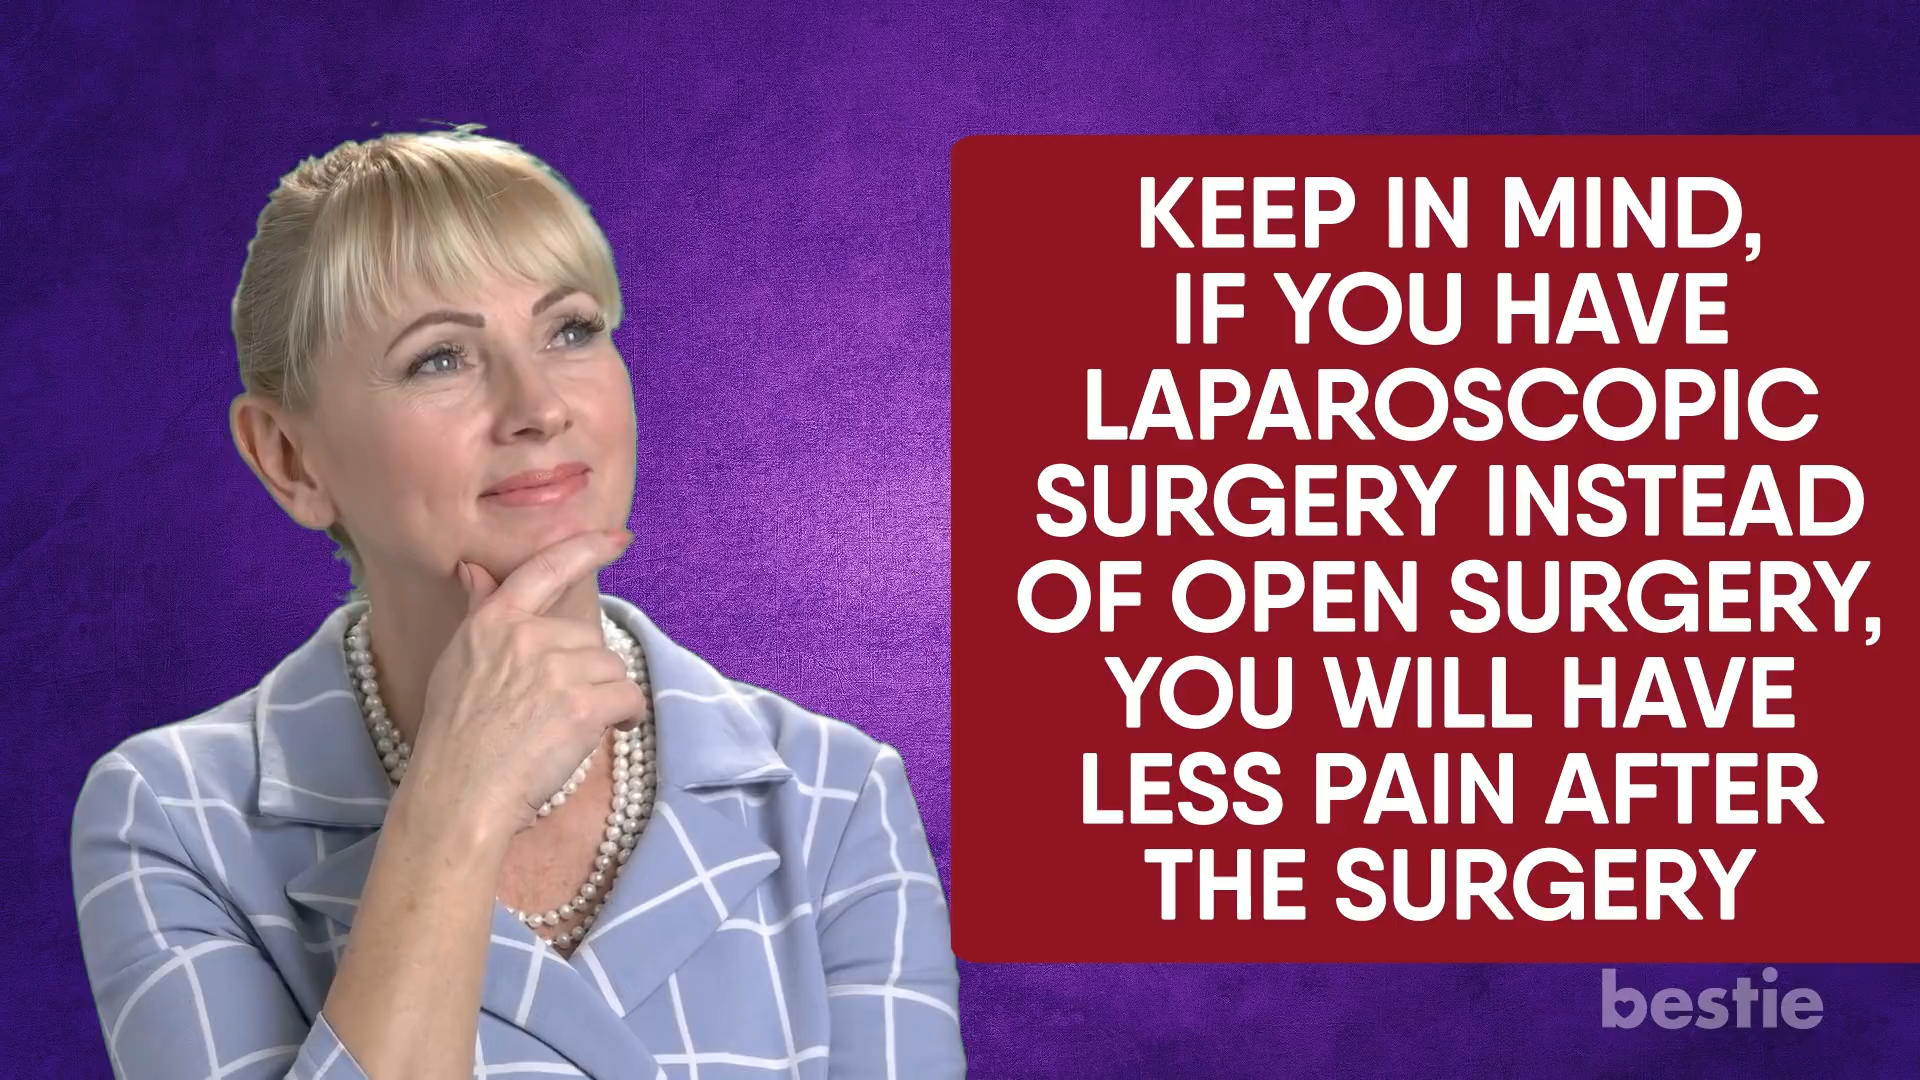 KEEP IN MIND,
IF YOU HAVE
LAPAROSCOPIC
SURGERY INSTEAD
OF OPEN SURGERY,
YOU WILL HAVE
LESS PAIN AFTER
THE SURGERY
bestie